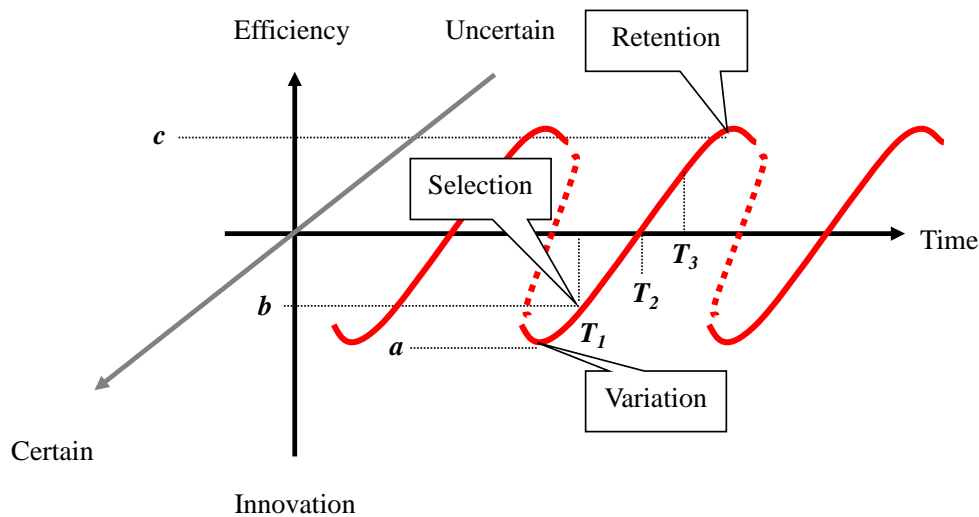 Efficiency
Uncertain
Retention
c
Selection
Time
T3
T2
b
T1
a
Variation
Certain
Innovation